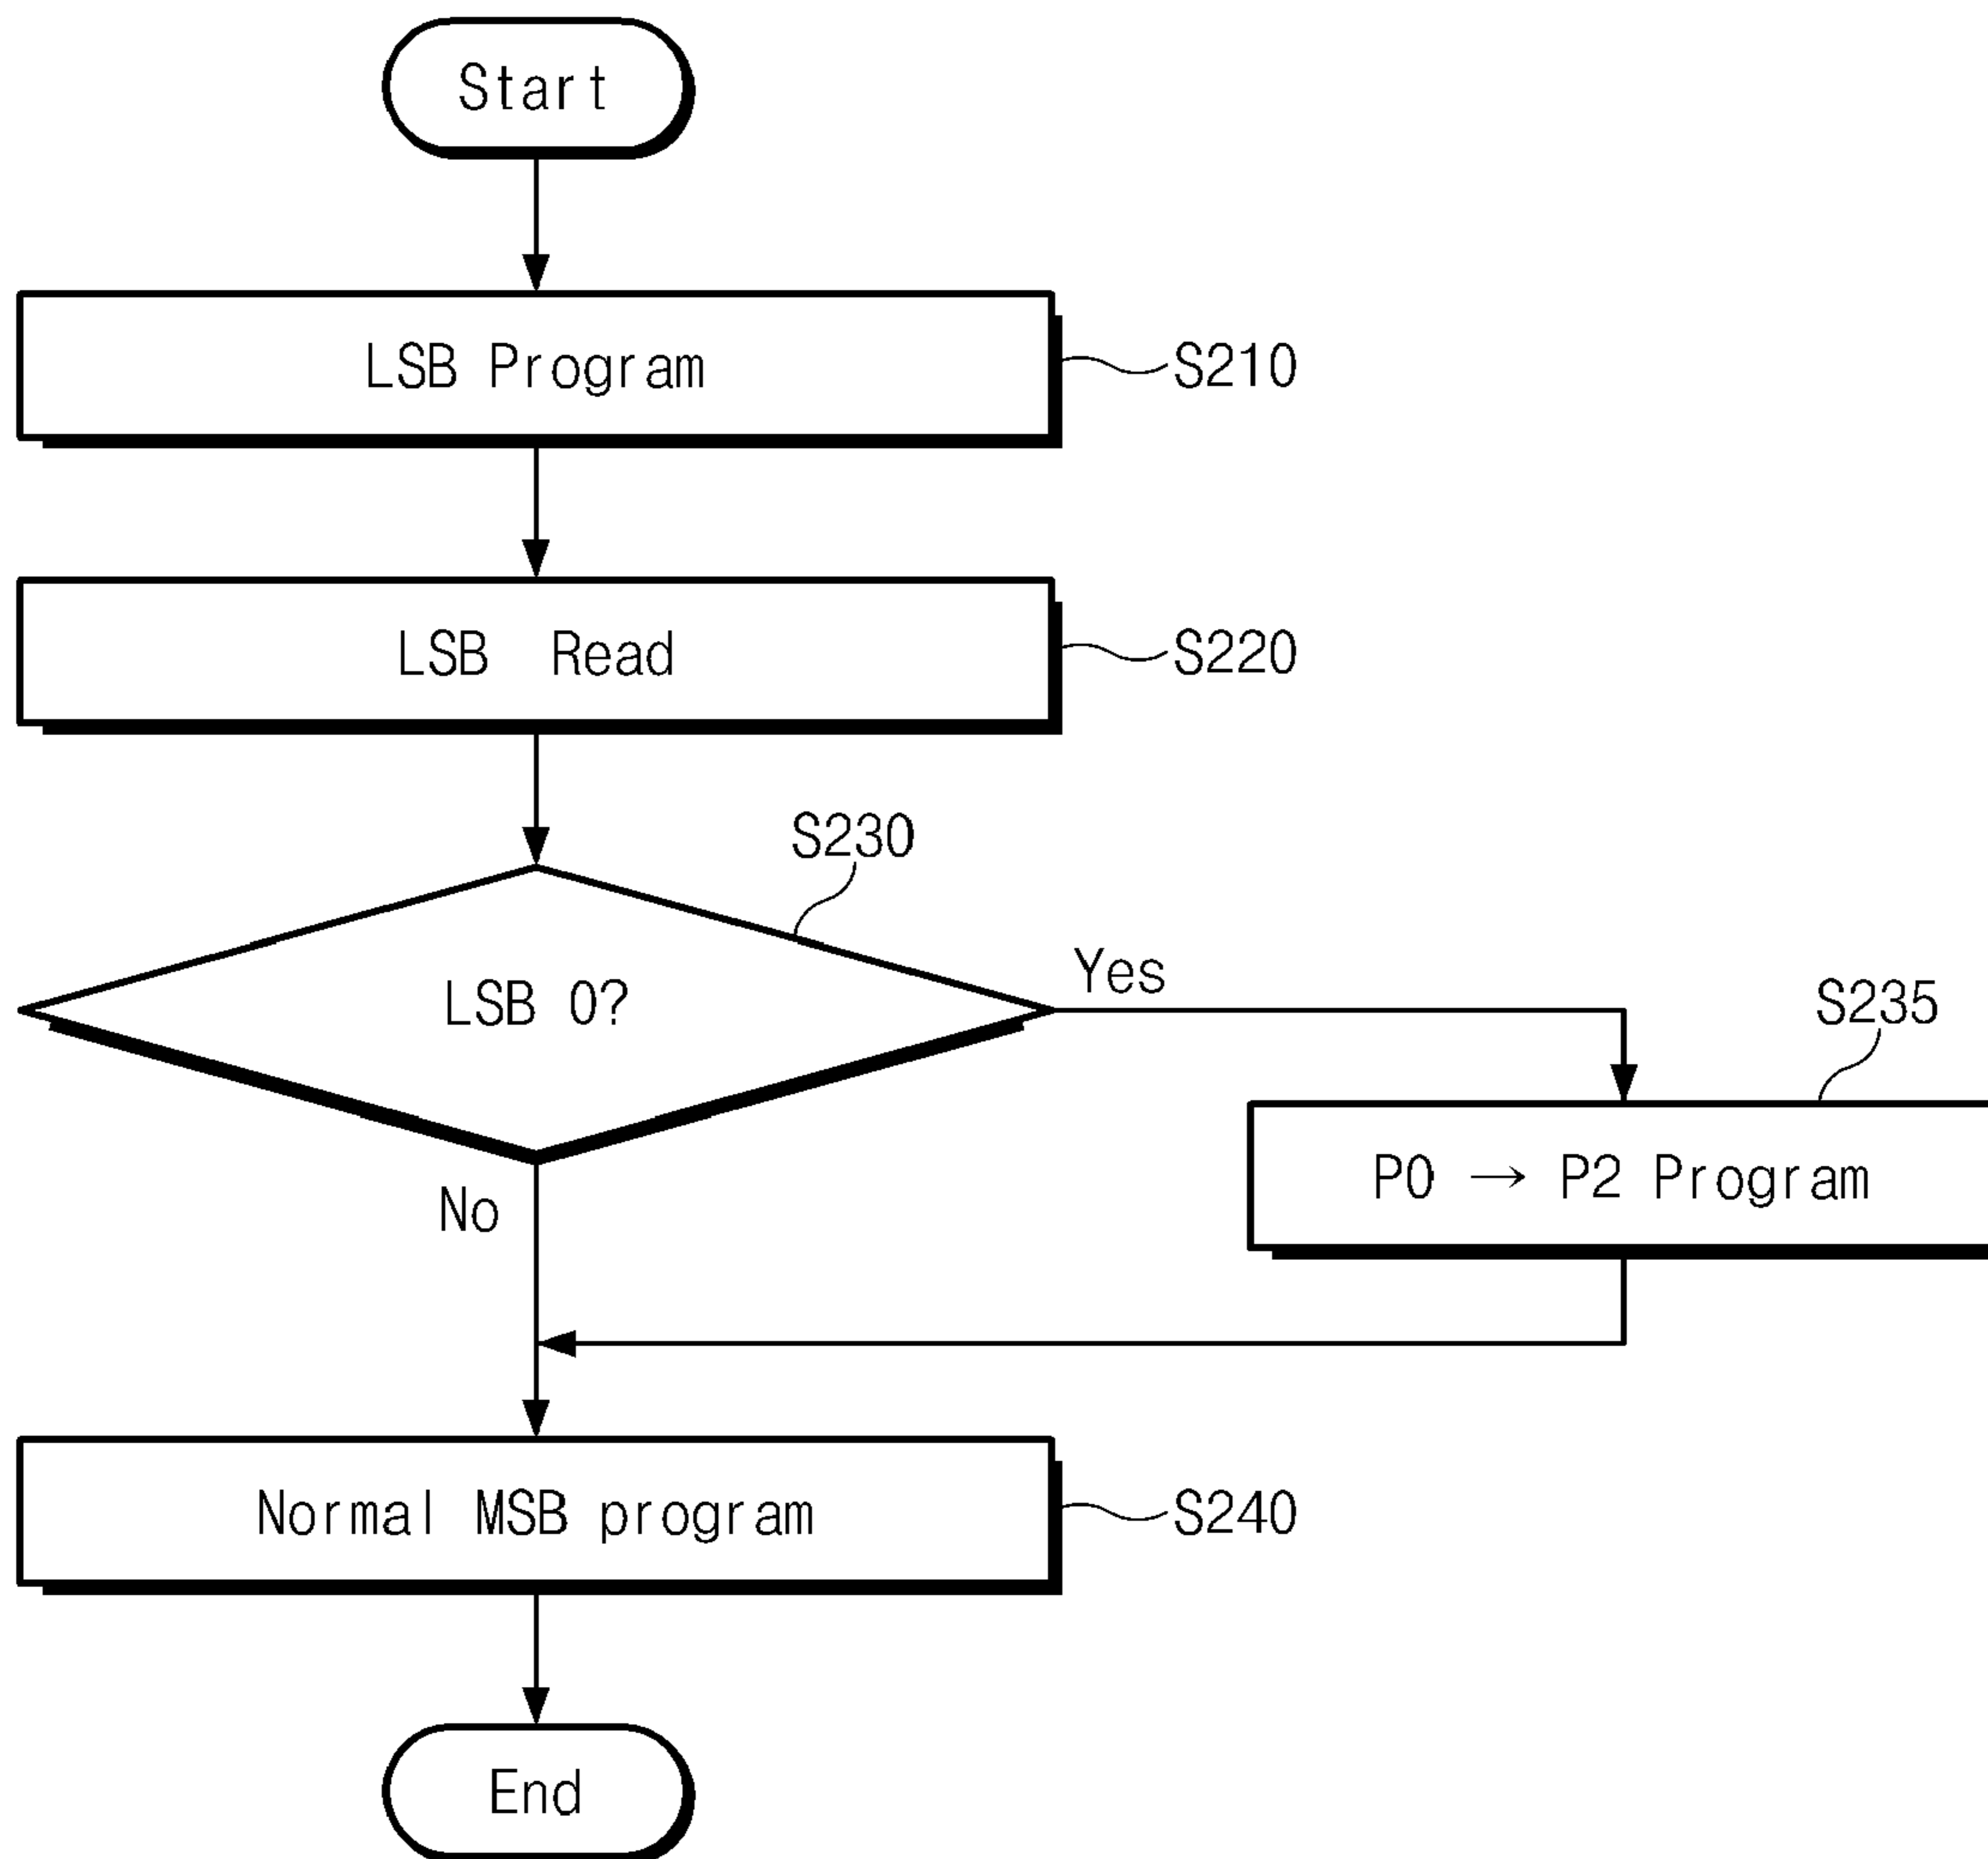 Start
LSB Program
S210
LSB Read
S220
S230
LSB 0?
Yes
S235
P0 → P2 Program
No
Normal MSB program
S240
End